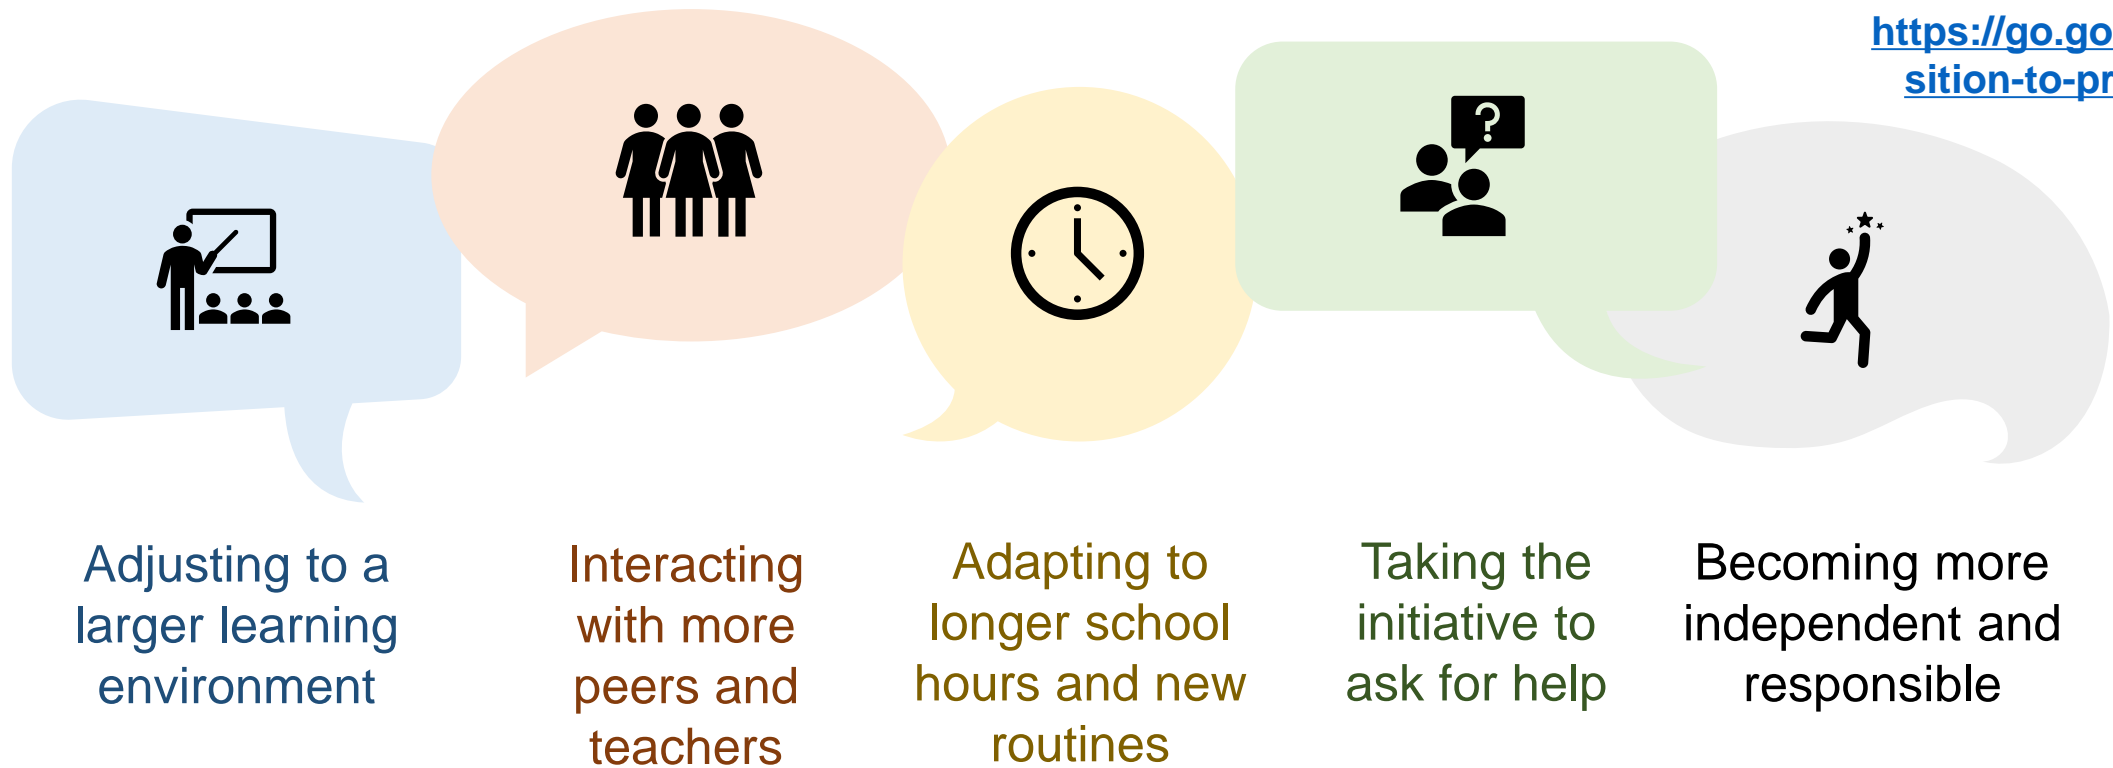 https://go.go
sition-to-pr
?
Adjusting to a
larger learning
environment
Interacting
with more
peers and
teachers
Adapting to
longer school
hours and new
routines
Taking the
initiative to
ask for help
Becoming more
independent and
responsible